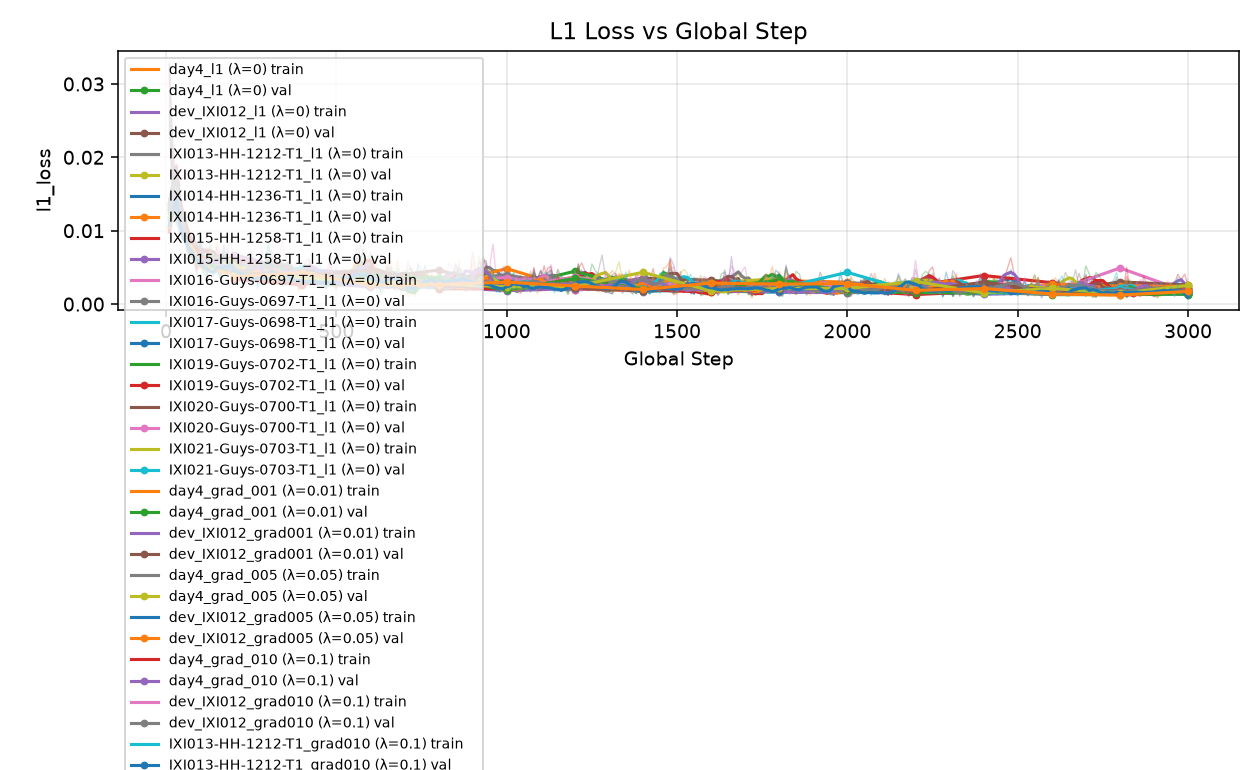 L1 Loss vs Global Step
l1_loss
0.03
0.02
0.01
0.00
0
500
1000
1500
2000
2500
3000
Global Step
day4_l1 (λ=0) train
day4_l1 (λ=0) val
dev_IXI012_l1 (λ=0) train
dev_IXI012_l1 (λ=0) val
IXI013-HH-1212-T1_l1 (λ=0) train
IXI013-HH-1212-T1_l1 (λ=0) val
IXI014-HH-1236-T1_l1 (λ=0) train
IXI014-HH-1236-T1_l1 (λ=0) val
IXI015-HH-1258-T1_l1 (λ=0) train
IXI015-HH-1258-T1_l1 (λ=0) val
IXI016-Guys-0697-T1_l1 (λ=0) train
IXI016-Guys-0697-T1_l1 (λ=0) val
IXI017-Guys-0698-T1_l1 (λ=0) train
IXI017-Guys-0698-T1_l1 (λ=0) val
IXI019-Guys-0702-T1_l1 (λ=0) train
IXI019-Guys-0702-T1_l1 (λ=0) val
IXI020-Guys-0700-T1_l1 (λ=0) train
IXI020-Guys-0700-T1_l1 (λ=0) val
IXI021-Guys-0703-T1_l1 (λ=0) train
IXI021-Guys-0703-T1_l1 (λ=0) val
day4_grad_001 (λ=0.01) train
day4_grad_001 (λ=0.01) val
dev_IXI012_grad001 (λ=0.01) train
dev_IXI012_grad001 (λ=0.01) val
day4_grad_005 (λ=0.05) train
day4_grad_005 (λ=0.05) val
dev_IXI012_grad005 (λ=0.05) train
dev_IXI012_grad005 (λ=0.05) val
day4_grad_010 (λ=0.1) train
day4_grad_010 (λ=0.1) val
dev_IXI012_grad010 (λ=0.1) train
dev_IXI012_grad010 (λ=0.1) val
IXI013-HH-1212-T1_grad010 (λ=0.1) train
IXI013-HH-1212-T1_grad010 (λ=0.1) val